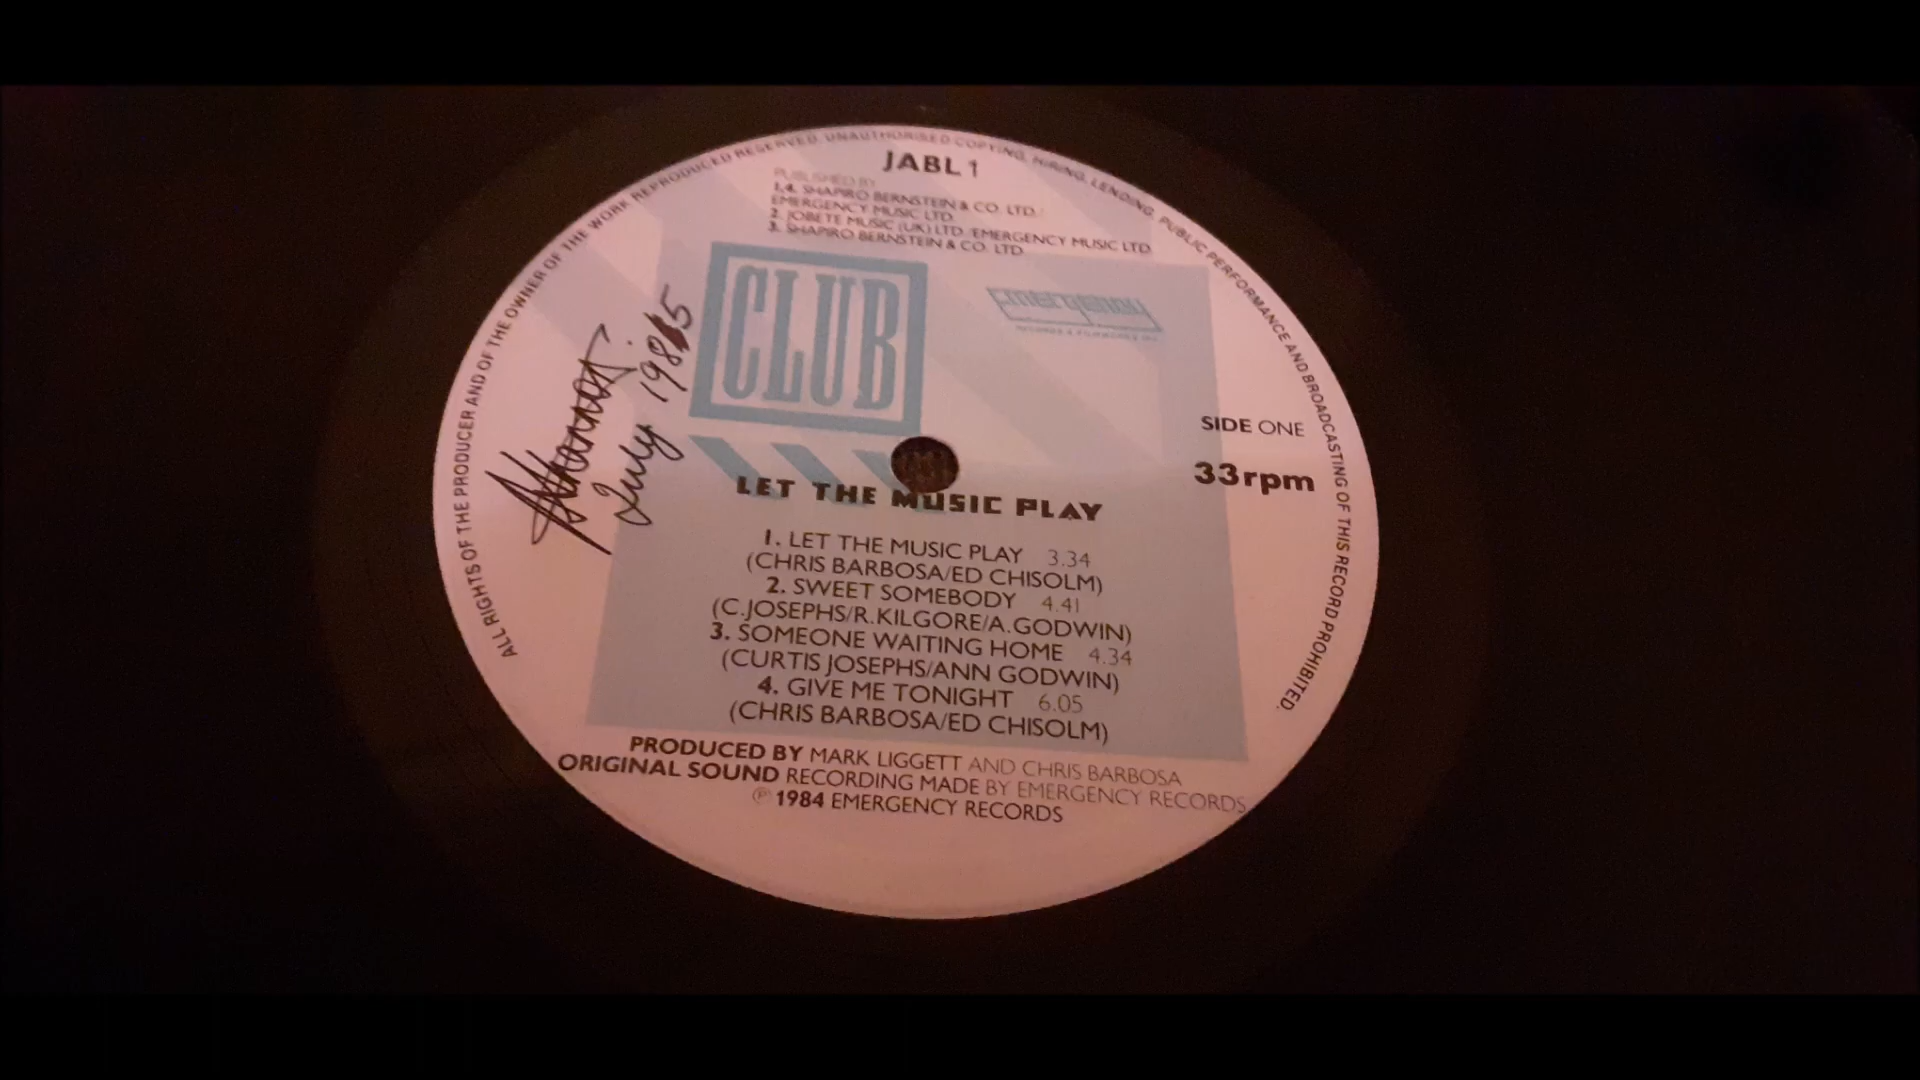 ALL RIGHTS OF THE PRODUCER AND OF THE OWNER OF THE WORK REPRODUCED RESERVED. UNAUTHORISED COPYING, HIRING, LENDING, PUBLIC PERFORMANCE AND BROADCASTING OF THIS RECORD PROHIBITED.
JABL 1
PUBLISHED BY
1,4. SHAPIRO BERNSTEIN & CO. LTD./
EMERGENCY MUSIC LTD.
2. JOBETE MUSIC (UK) LTD./EMERGENCY MUSIC LTD.
3. SHAPIRO BERNSTEIN & CO. LTD.
CLUB
emergency
July 1985
SIDE ONE
33rpm
LET THE MUSIC PLAY
1. LET THE MUSIC PLAY 3.34
(CHRIS BARBOSA/ED CHISOLM)
2. SWEET SOMEBODY 4.41
(C.JOSEPHS/R.KILGORE/A.GODWIN)
3. SOMEONE WAITING HOME 4.34
(CURTIS JOSEPHS/ANN GODWIN)
4. GIVE ME TONIGHT 6.05
(CHRIS BARBOSA/ED CHISOLM)
PRODUCED BY MARK LIGGETT AND CHRIS BARBOSA
ORIGINAL SOUND RECORDING MADE BY EMERGENCY RECORDS
℗ 1984 EMERGENCY RECORDS